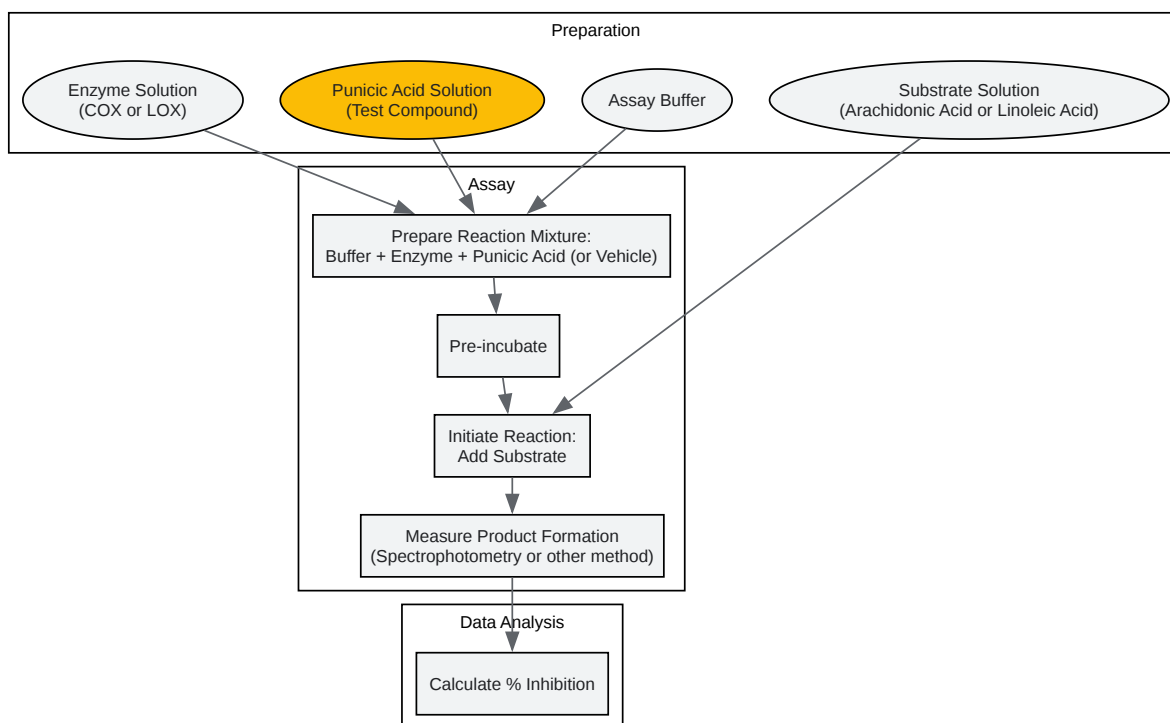 Preparation
Enzyme Solution
(COX or LOX)
Punicic Acid Solution
(Test Compound)
Assay Buffer
Substrate Solution
(Arachidonic Acid or Linoleic Acid)
Assay
Prepare Reaction Mixture:
Buffer + Enzyme + Punicic Acid (or Vehicle)
Pre-incubate
Initiate Reaction:
Add Substrate
Measure Product Formation
(Spectrophotometry or other method)
Data Analysis
Calculate % Inhibition